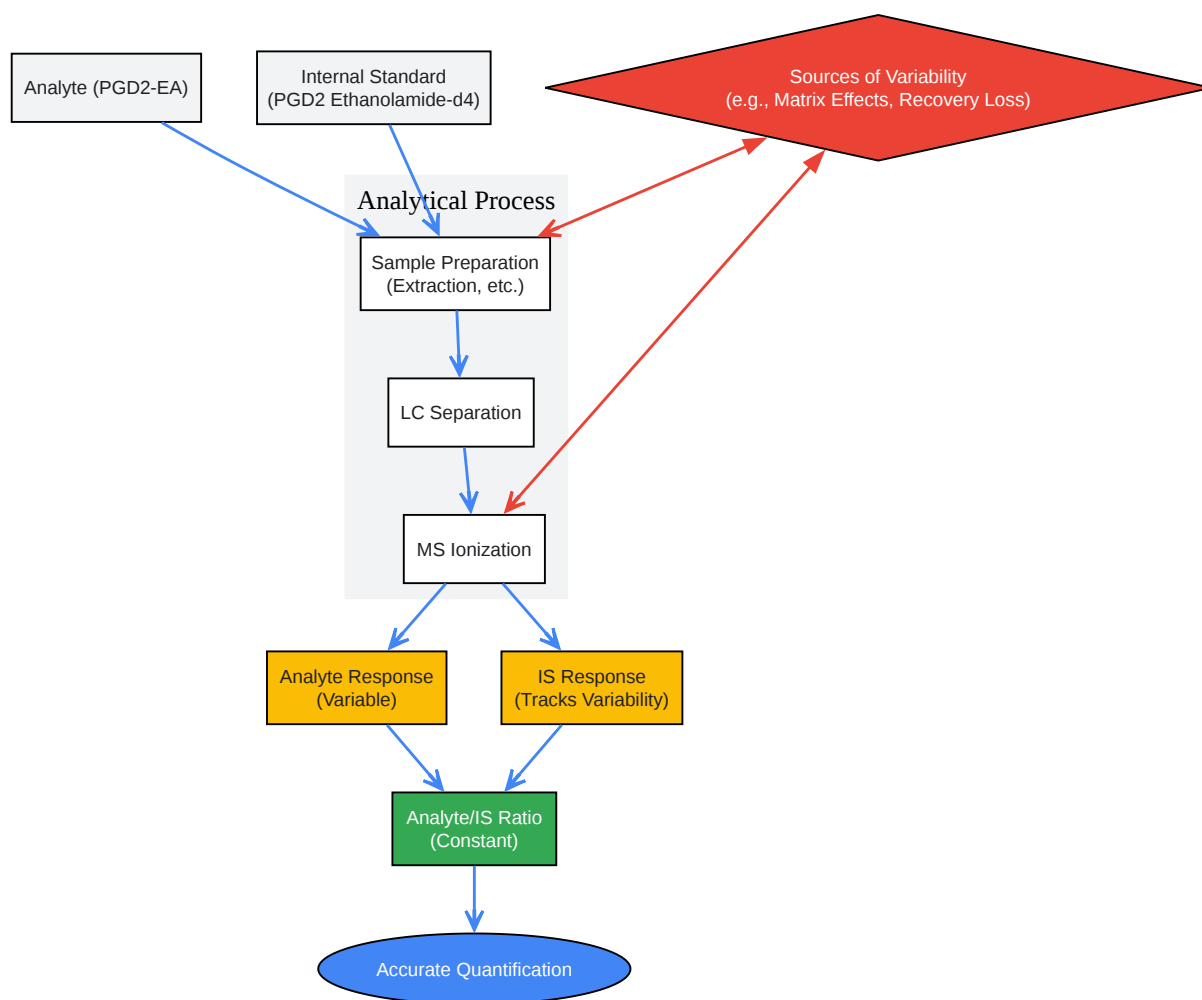 Analyte (PGD2-EA)
Internal Standard
(PGD2 Ethanolamide-d4)
Sources of Variability
(e.g., Matrix Effects, Recovery Loss)
Analytical Process
Sample Preparation
(Extraction, etc.)
LC Separation
MS Ionization
Analyte Response
(Variable)
IS Response
(Tracks Variability)
Analyte/IS Ratio
(Constant)
Accurate Quantification